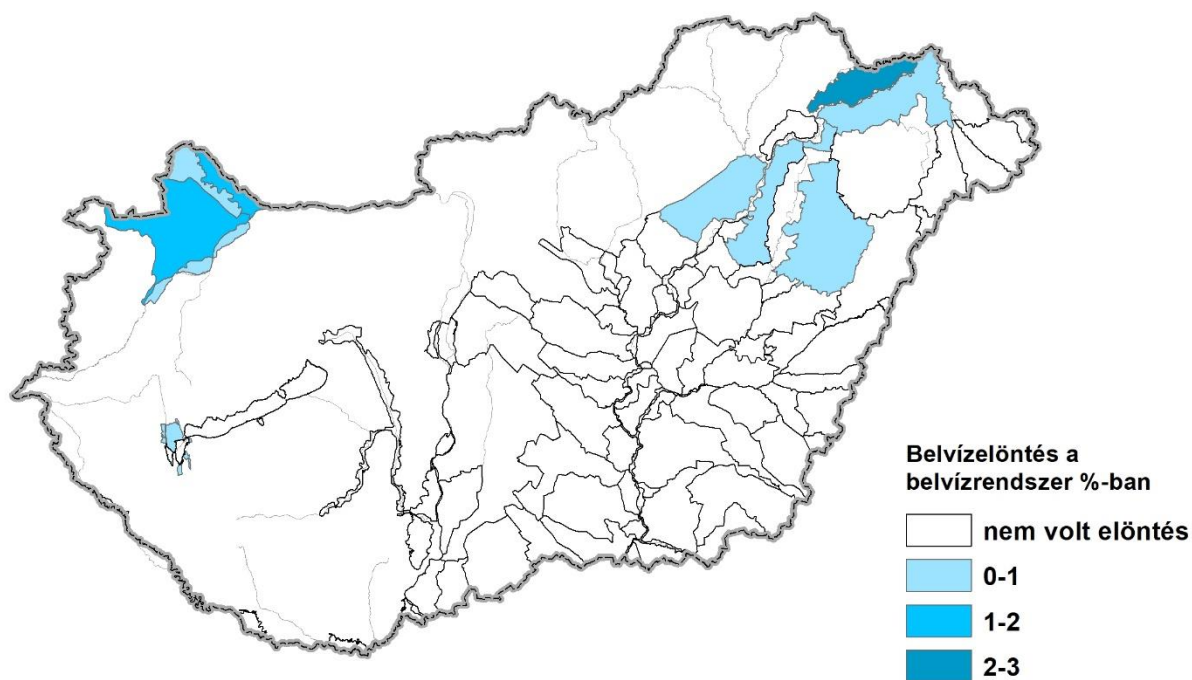 Belvízelöntés a
belvízrendszer %-ban
nem volt elöntés
0-1
1-2
2-3